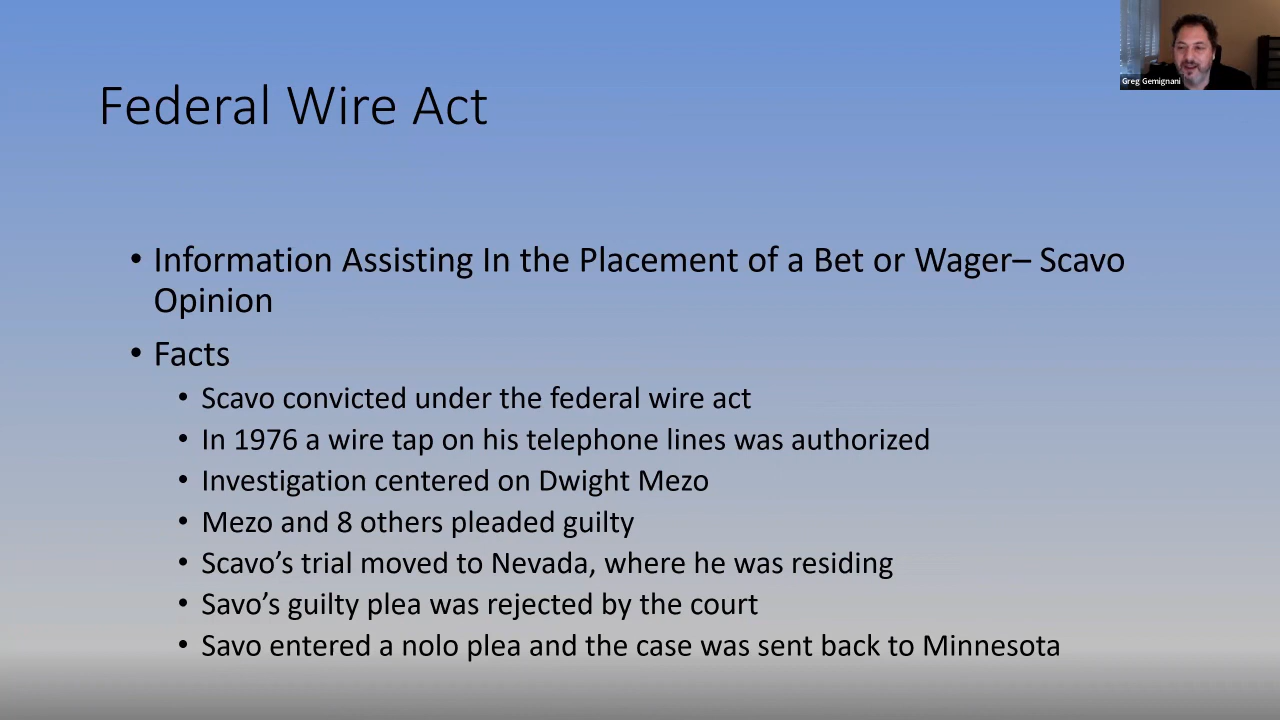 Greg Gemignani
Federal Wire Act
• Information Assisting In the Placement of a Bet or Wager– Scavo
Opinion
• Facts
• Scavo convicted under the federal wire act
• In 1976 a wire tap on his telephone lines was authorized
• Investigation centered on Dwight Mezo
• Mezo and 8 others pleaded guilty
• Scavo’s trial moved to Nevada, where he was residing
• Savo’s guilty plea was rejected by the court
• Savo entered a nolo plea and the case was sent back to Minnesota